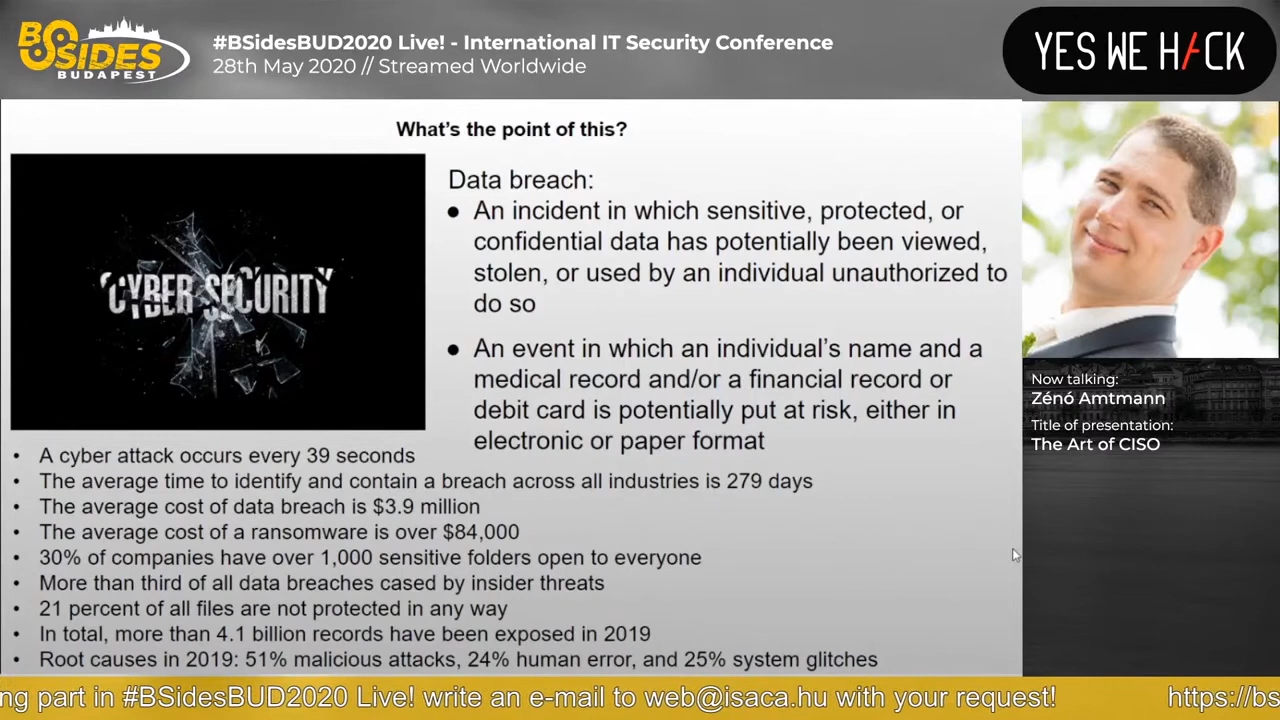 BSIDES
BUDAPEST
#BSidesBUD2020 Live! - International IT Security Conference
28th May 2020 // Streamed Worldwide
YES WE H/CK
What's the point of this?
CYBER SECURITY
Data breach:
● An incident in which sensitive, protected, or
confidential data has potentially been viewed,
stolen, or used by an individual unauthorized to
do so
● An event in which an individual's name and a
medical record and/or a financial record or
debit card is potentially put at risk, either in
electronic or paper format
• A cyber attack occurs every 39 seconds
• The average time to identify and contain a breach across all industries is 279 days
• The average cost of data breach is $3.9 million
• The average cost of a ransomware is over $84,000
• 30% of companies have over 1,000 sensitive folders open to everyone
• More than third of all data breaches cased by insider threats
• 21 percent of all files are not protected in any way
• In total, more than 4.1 billion records have been exposed in 2019
• Root causes in 2019: 51% malicious attacks, 24% human error, and 25% system glitches
Now talking:
Zénó Amtmann
Title of presentation:
The Art of CISO
ng part in #BSidesBUD2020 Live! write an e-mail to web@isaca.hu with your request! https://bs